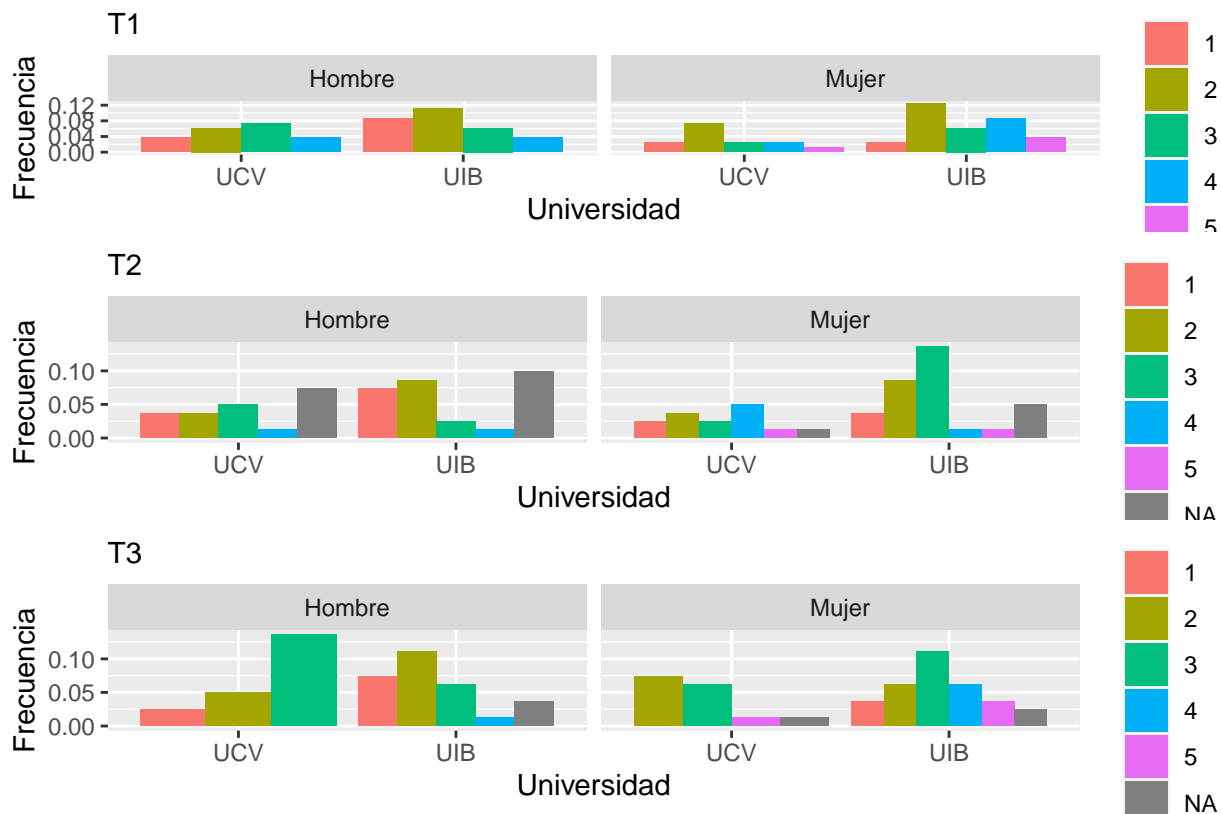 T1
Hombre Mujer
Frecuencia
0.12
0.08
0.04
0.00
UCV UIB UCV UIB
Universidad
1
2
3
4
5
T2
Hombre Mujer
Frecuencia
0.10
0.05
0.00
UCV UIB UCV UIB
Universidad
1
2
3
4
5
NA
T3
Hombre Mujer
Frecuencia
0.10
0.05
0.00
UCV UIB UCV UIB
Universidad
1
2
3
4
5
NA